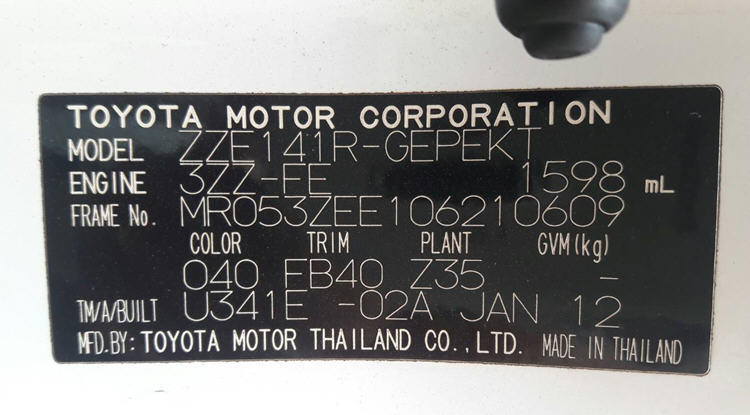 TOYOTA MOTOR CORPORATION
MODEL ZZE141R-GEPEKT
ENGINE 3ZZ-FE 1598 mL
FRAME No. MR053ZEE106210609
COLOR TRIM PLANT GVM(kg)
040 FB40 Z35 -
TM/A/BUILT U341E -02A JAN 12
MFD.BY: TOYOTA MOTOR THAILAND CO.,LTD. MADE IN THAILAND